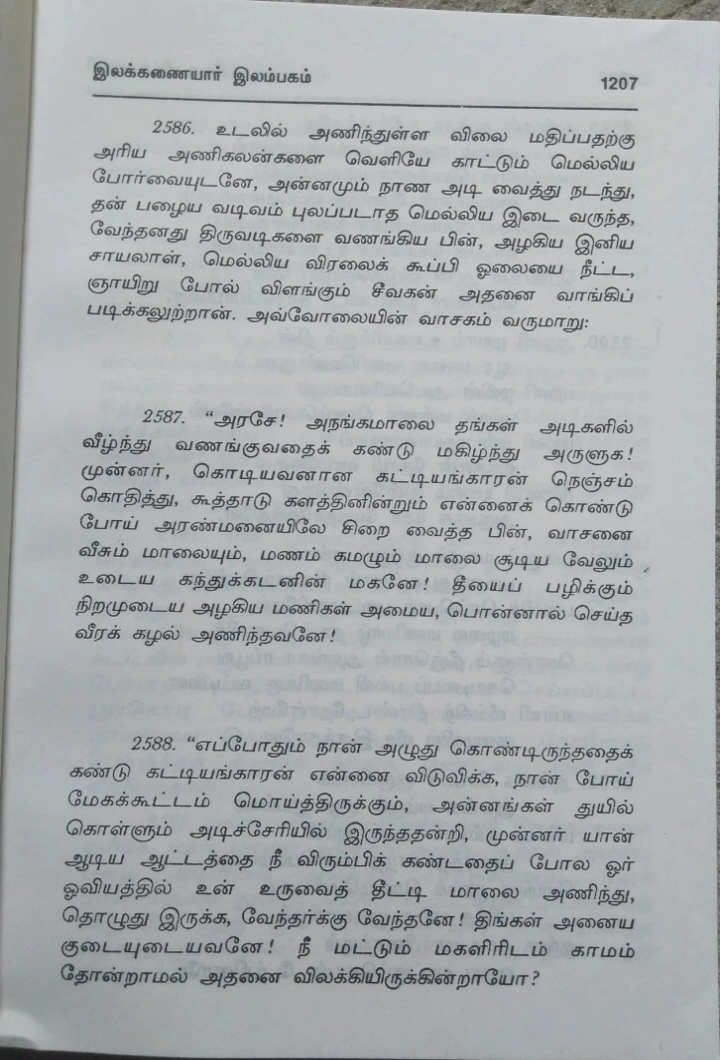 இலக்கணையார் இலம்பகம்
1207
2586. உடலில் அணிந்துள்ள விலை மதிப்பதற்கு
அரிய அணிகலன்களை வெளியே காட்டும் மெல்லிய
போர்வையுடனே, அன்னமும் நாண அடி வைத்து நடந்து,
தன் பழைய வடிவம் புலப்படாத மெல்லிய இடை வருந்த,
வேந்தனது திருவடிகளை வணங்கிய பின், அழகிய இனிய
சாயலாள், மெல்லிய விரலைக் கூப்பி ஓலையை நீட்ட,
ஞாயிறு போல் விளங்கும் சீவகன் அதனை வாங்கிப்
படிக்கலுற்றான். அவ்வோலையின் வாசகம் வருமாறு:
2587. “அரசே! அநங்கமாலை தங்கள் அடிகளில்
வீழ்ந்து வணங்குவதைக் கண்டு மகிழ்ந்து அருளுக!
முன்னர், கொடியவனான கட்டியங்காரன் நெஞ்சம்
கொதித்து, கூத்தாடு களத்தினின்றும் என்னைக் கொண்டு
போய் அரண்மனையிலே சிறை வைத்த பின், வாசனை
வீசும் மாலையும், மணம் கமழும் மாலை சூடிய வேலும்
உடைய கந்துக்கடனின் மகனே! தீயைப் பழிக்கும்
நிறமுடைய அழகிய மணிகள் அமைய, பொன்னால் செய்த
வீரக் கழல் அணிந்தவனே!
2588. “எப்போதும் நான் அழுது கொண்டிருந்ததைக்
கண்டு கட்டியங்காரன் என்னை விடுவிக்க, நான் போய்
மேகக்கூட்டம் மொய்த்திருக்கும், அன்னங்கள் துயில்
கொள்ளும் அடிச்சேரியில் இருந்ததன்றி, முன்னர் யான்
ஆடிய ஆட்டத்தை நீ விரும்பிக் கண்டதைப் போல ஓர்
ஓவியத்தில் உன் உருவைத் தீட்டி மாலை அணிந்து,
தொழுது இருக்க, வேந்தர்க்கு வேந்தனே! திங்கள் அனைய
குடையுடையவனே! நீ மட்டும் மகளிரிடம் காமம்
தோன்றாமல் அதனை விலக்கியிருக்கின்றாயோ?